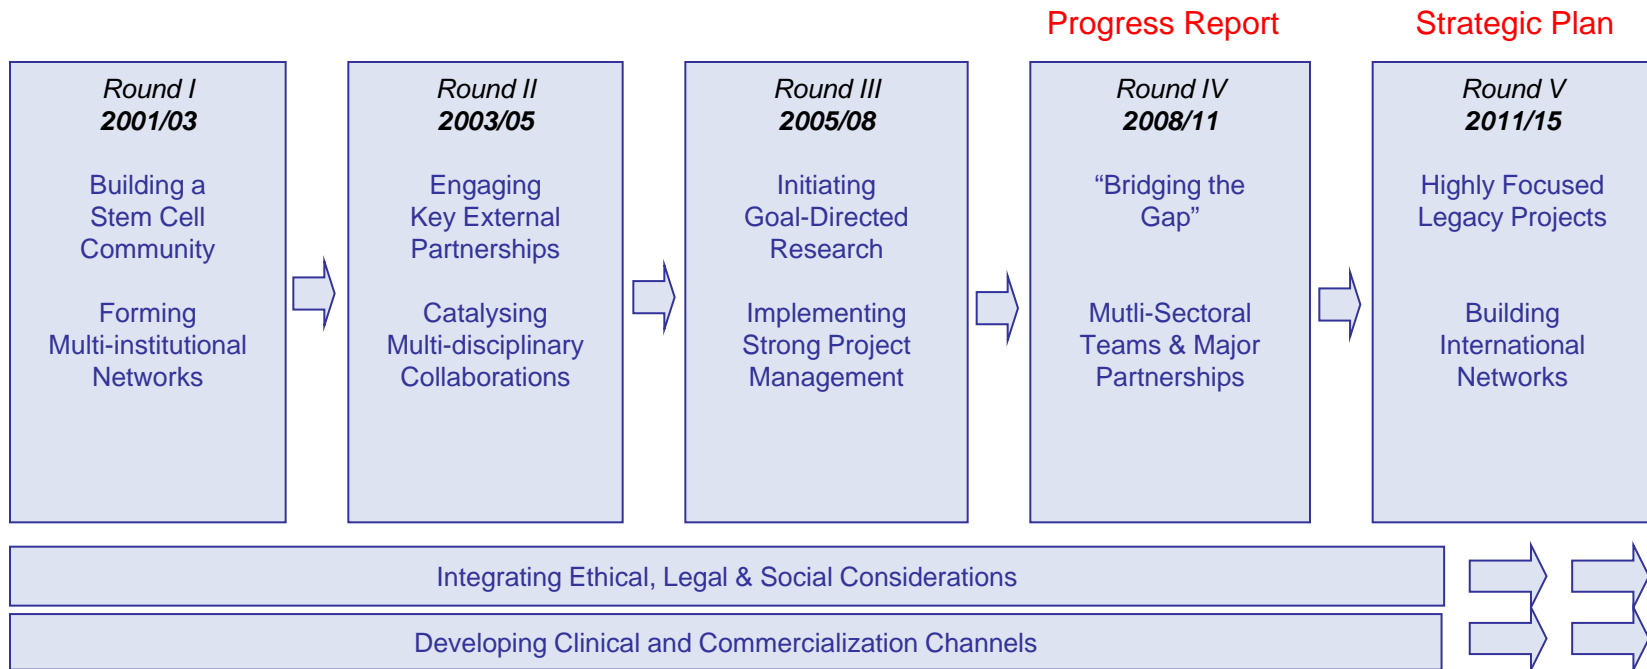 Progress Report
Strategic Plan
Round I
2001/03
Building a
Stem Cell
Community
Forming
Multi-institutional
Networks
Round II
2003/05
Engaging
Key External
Partnerships
Catalysing
Multi-disciplinary
Collaborations
Round III
2005/08
Initiating
Goal-Directed
Research
Implementing
Strong Project
Management
Round IV
2008/11
“Bridging the
Gap”
Mutli-Sectoral
Teams & Major
Partnerships
Round V
2011/15
Highly Focused
Legacy Projects
Building
International
Networks
Integrating Ethical, Legal & Social Considerations
Developing Clinical and Commercialization Channels